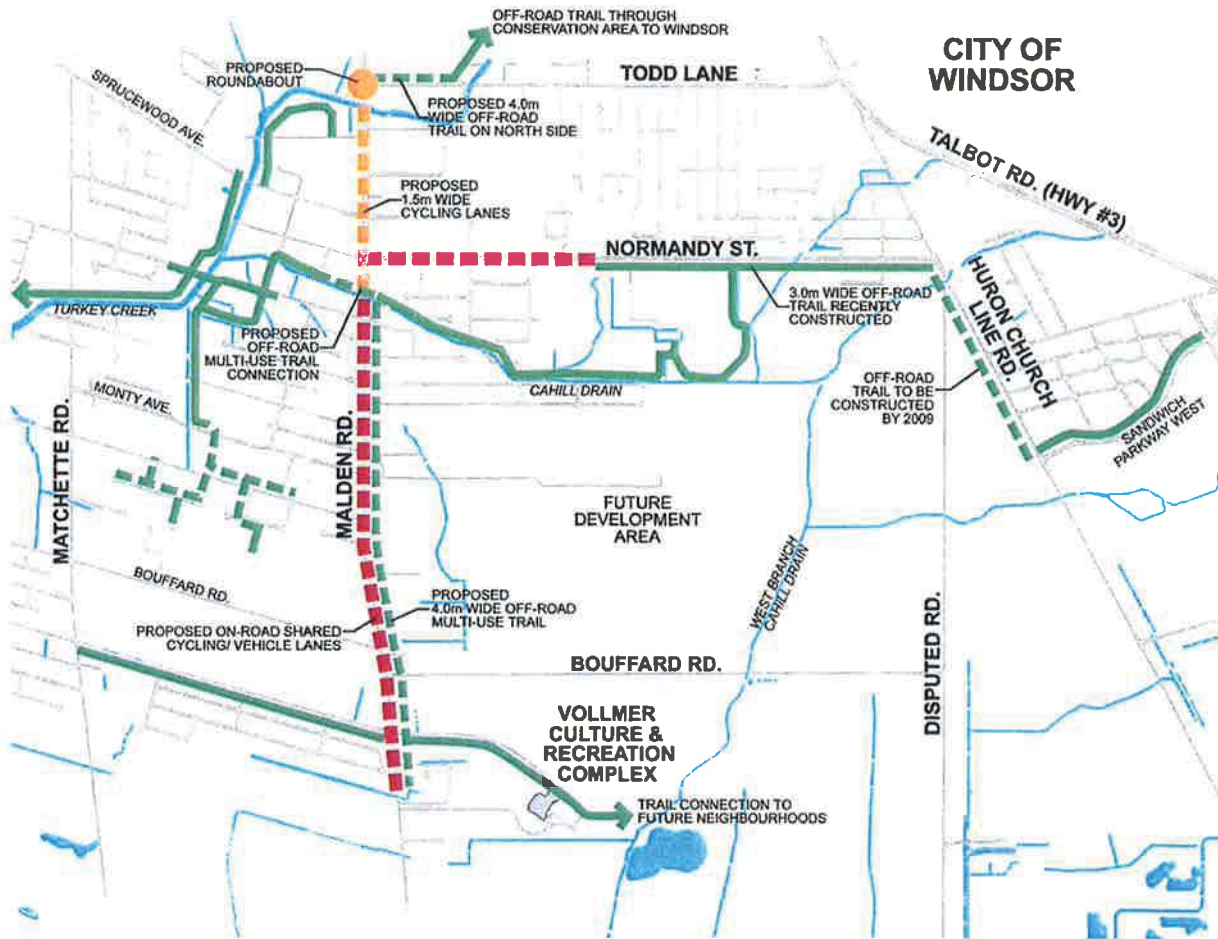 OFF-ROAD TRAIL THROUGH
CONSERVATION AREA TO WINDSOR
CITY OF
WINDSOR
PROPOSED
ROUNDABOUT
TODD LANE
SPRUCEWOOD AVE.
PROPOSED 4.0m
WIDE OFF-ROAD
TRAIL ON NORTH SIDE
TALBOT RD. (HWY #3)
PROPOSED
1.5m WIDE
CYCLING LANES
NORMANDY ST.
HURON CHURCH
LINE RD.
3.0m WIDE OFF-ROAD
TRAIL RECENTLY
CONSTRUCTED
TURKEY CREEK
PROPOSED
OFF-ROAD
MULTI-USE TRAIL
CONNECTION
CAHILL DRAIN
OFF-ROAD
TRAIL TO BE
CONSTRUCTED
BY 2009
SANDWICH
PARKWAY WEST
MONTY AVE.
MATCHETTE RD.
MALDEN RD.
FUTURE
DEVELOPMENT
AREA
WEST BRANCH
CAHILL DRAIN
DISPUTED RD.
BOUFFARD RD.
PROPOSED
4.0m WIDE OFF-ROAD
MULTI-USE TRAIL
PROPOSED ON-ROAD SHARED
CYCLING/ VEHICLE LANES
BOUFFARD RD.
VOLLMER
CULTURE &
RECREATION
COMPLEX
TRAIL CONNECTION TO
FUTURE NEIGHBOURHOODS